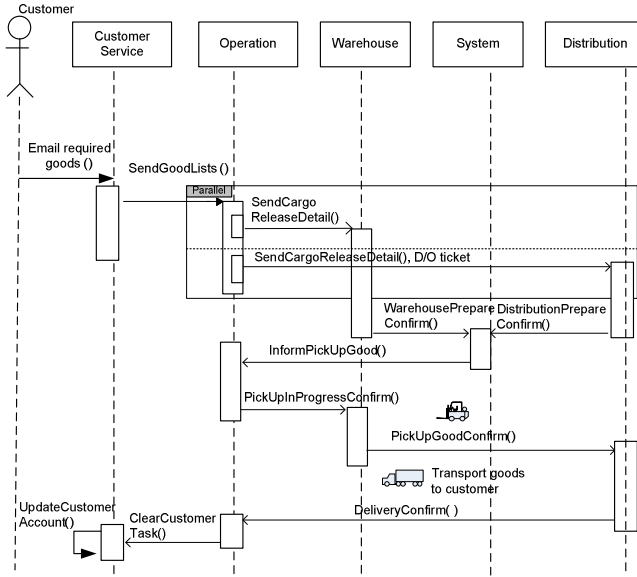 Customer
Customer
Service
Operation
Warehouse
System
Distribution
Email required
goods ()
SendGoodLists ()
Parallel
SendCargo
ReleaseDetail()
SendCargoReleaseDetail(), D/O ticket
WarehousePrepare
Confirm()
DistributionPrepare
Confirm()
InformPickUpGood()
PickUpInProgressConfirm()
PickUpGoodConfirm()
Transport goods
to customer
DeliveryConfirm( )
UpdateCustomer
Account()
ClearCustomer
Task()